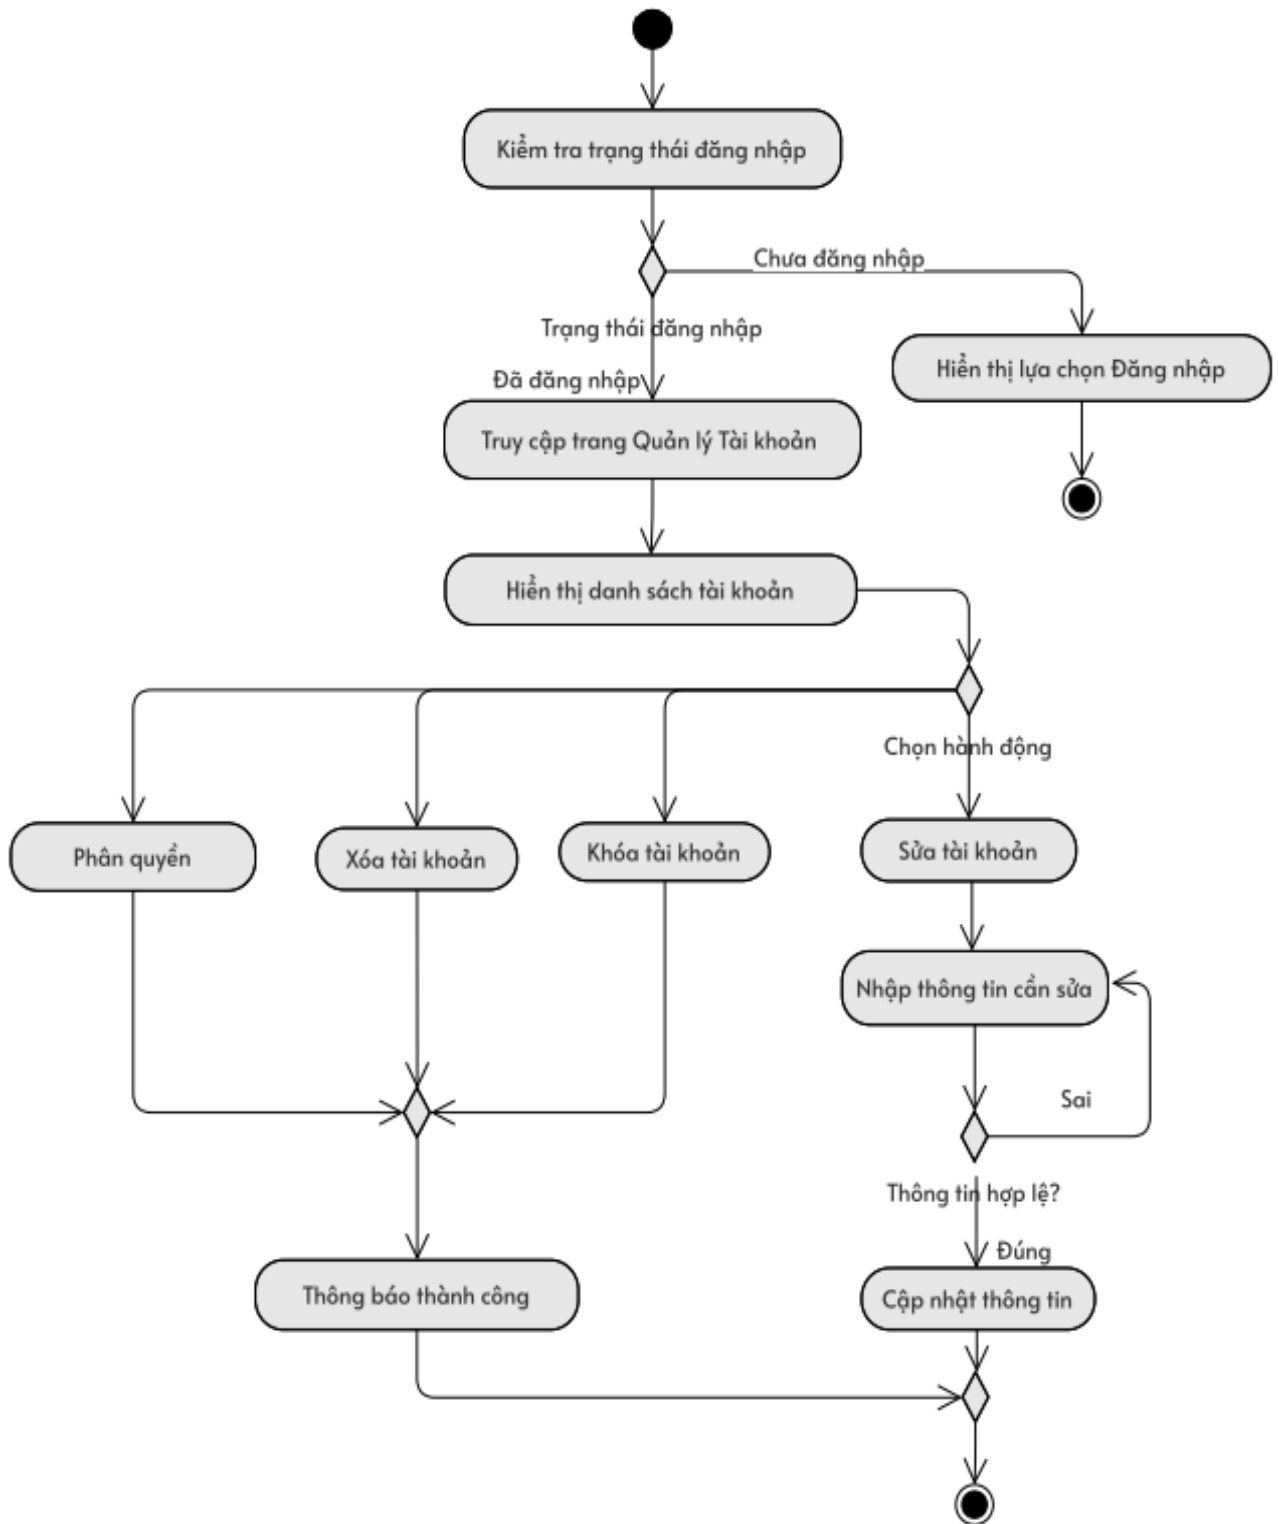 Kiểm tra trạng thái đăng nhập
Chưa đăng nhập
Trạng thái đăng nhập
Hiển thị lựa chọn Đăng nhập
Đã đăng nhập
Truy cập trang Quản lý Tài khoản
Hiển thị danh sách tài khoản
Chọn hành động
Phân quyền
Xóa tài khoản
Khóa tài khoản
Sửa tài khoản
Nhập thông tin cần sửa
Sai
Thông tin hợp lệ?
Đúng
Thông báo thành công
Cập nhật thông tin